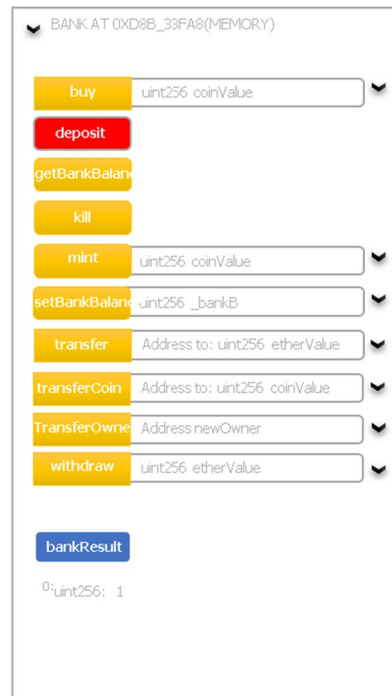 BANK AT 0XD8B_33FA8(MEMORY)
buy uint256 coinValue
deposit
getBankBalan
kill
mint uint256 coinValue
setBankBalanc uint256 _bankB
transfer Address to: uint256 etherValue
transferCoin Address to: uint256 coinValue
TransferOwne Address newOwner
withdraw uint256 etherValue
bankResult
0:uint256: 1